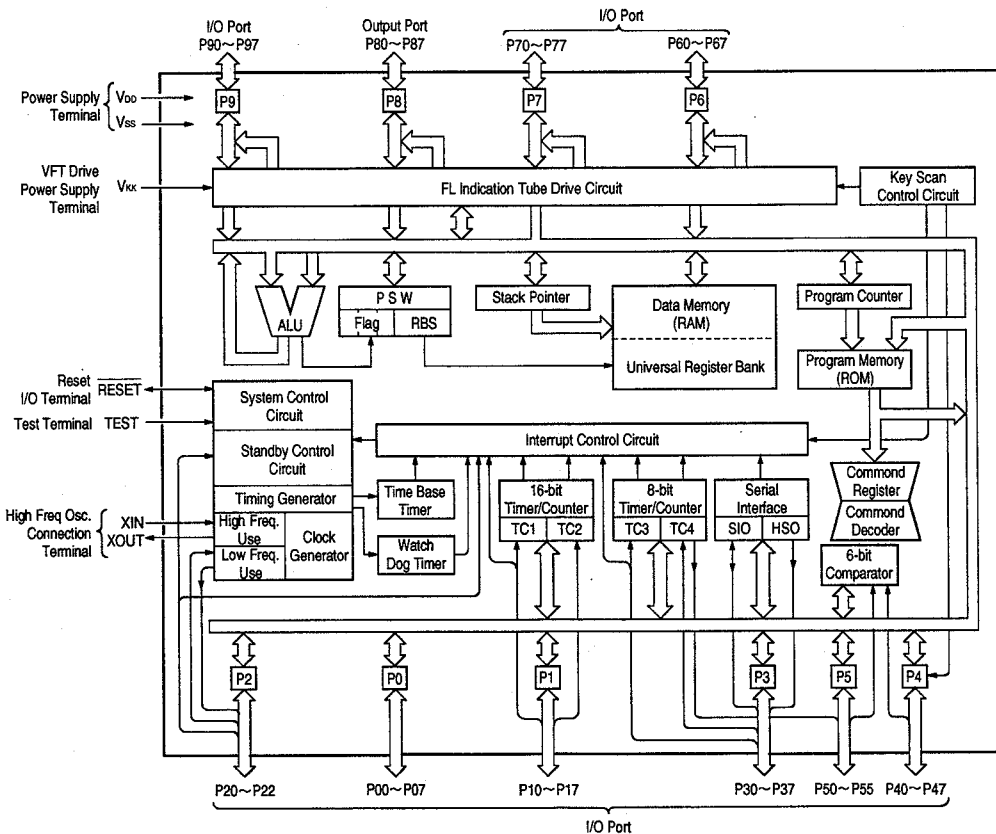 I/O Port
P90~P97
Output Port
P80~P87
I/O Port
P70~P77
P60~P67
Power Supply
Terminal
VDD
VSS
P9
P8
P7
P6
VFT Drive
Power Supply
Terminal
VKK
FL Indication Tube Drive Circuit
Key Scan
Control Circuit
ALU
P S W
Flag
RBS
Stack Pointer
Data Memory
(RAM)
Universal Register Bank
Program Counter
Program Memory
(ROM)
Reset
I/O Terminal
RESET
Test Terminal
TEST
System Control
Circuit
Standby Control
Circuit
Timing Generator
High Freq.
Use
Low Freq.
Use
Clock
Generator
High Freq Osc.
Connection
Terminal
XIN
XOUT
Interrupt Control Circuit
Time Base
Timer
Watch
Dog Timer
16-bit
Timer/Counter
TC1
TC2
8-bit
Timer/Counter
TC3
TC4
Serial
Interface
SIO
HSO
Commond
Register
Commond
Decoder
6-bit
Comparator
P2
P0
P1
P3
P5
P4
P20~P22
P00~P07
P10~P17
P30~P37
P50~P55
P40~P47
I/O Port